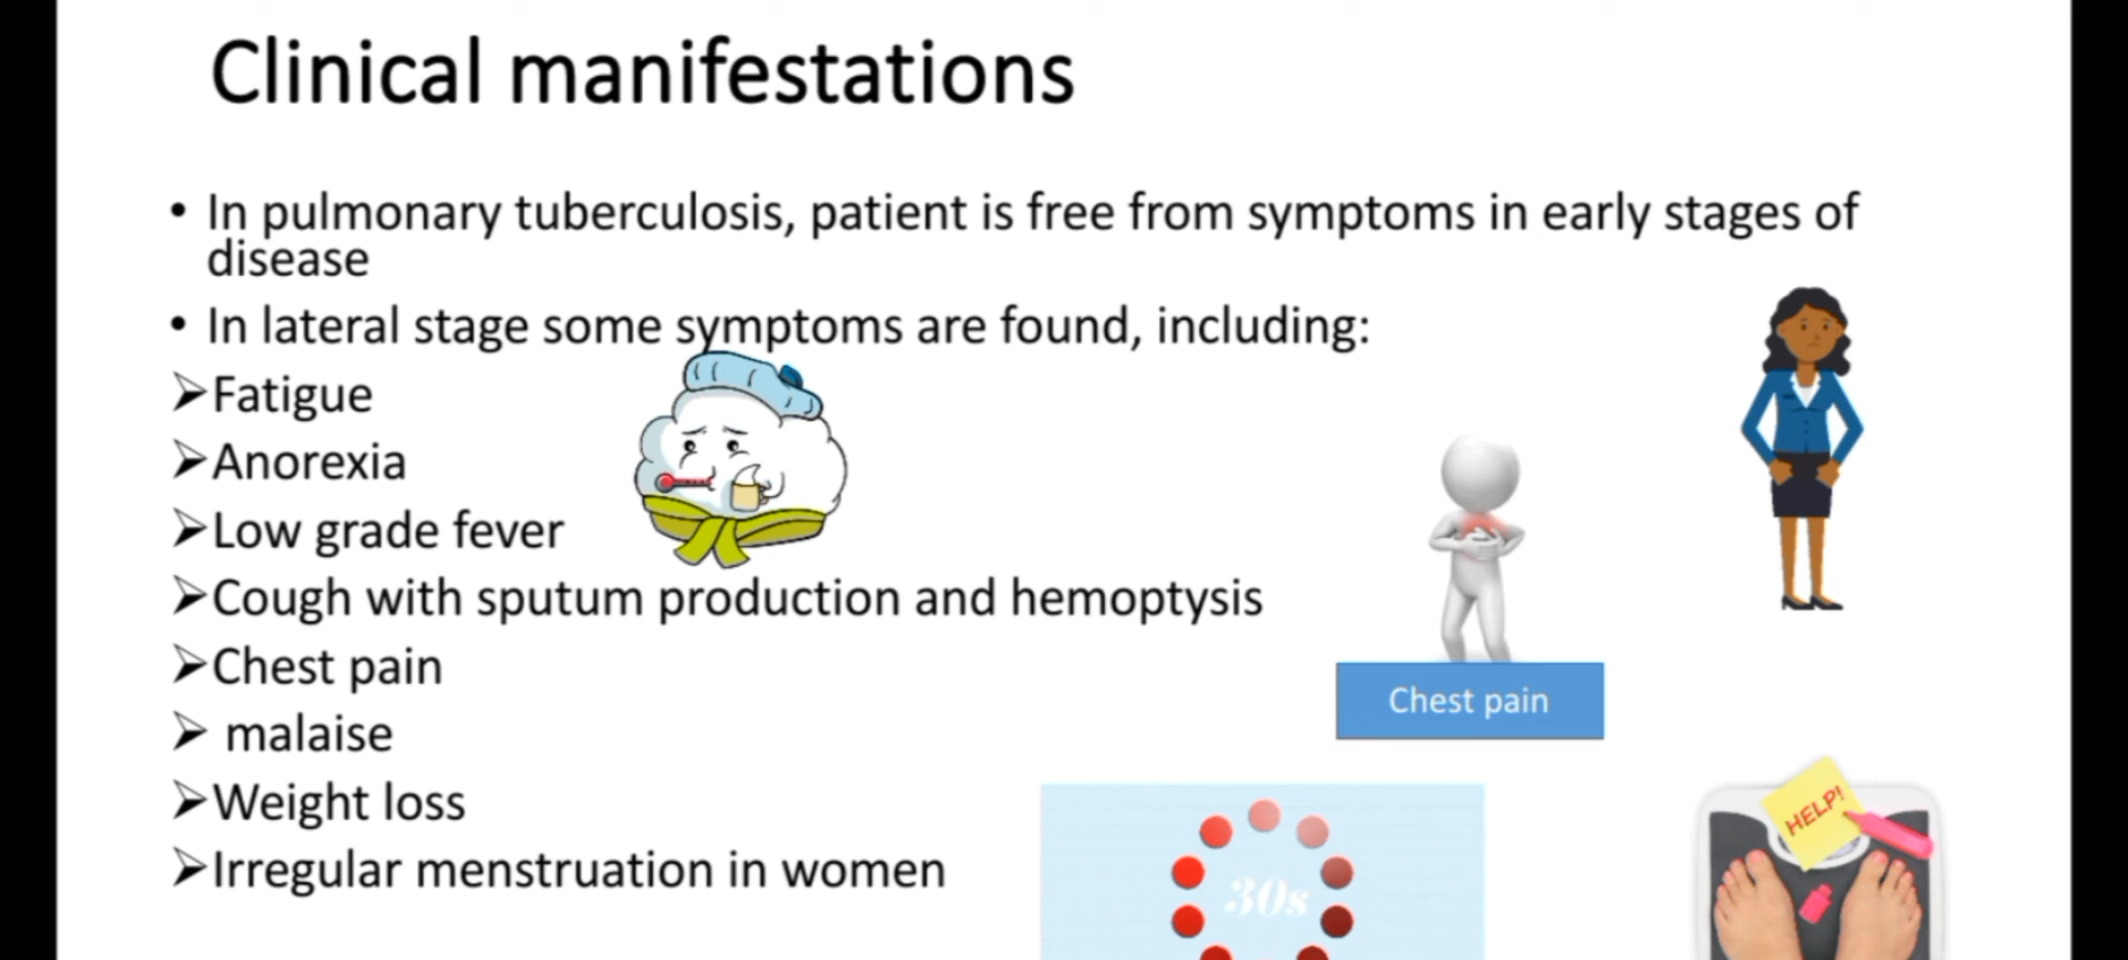 Clinical manifestations
• In pulmonary tuberculosis, patient is free from symptoms in early stages of
disease
• In lateral stage some symptoms are found, including:
➢Fatigue
➢Anorexia
➢Low grade fever
➢Cough with sputum production and hemoptysis
➢Chest pain
➢ malaise
➢Weight loss
➢Irregular menstruation in women
Chest pain
HELP!
30s